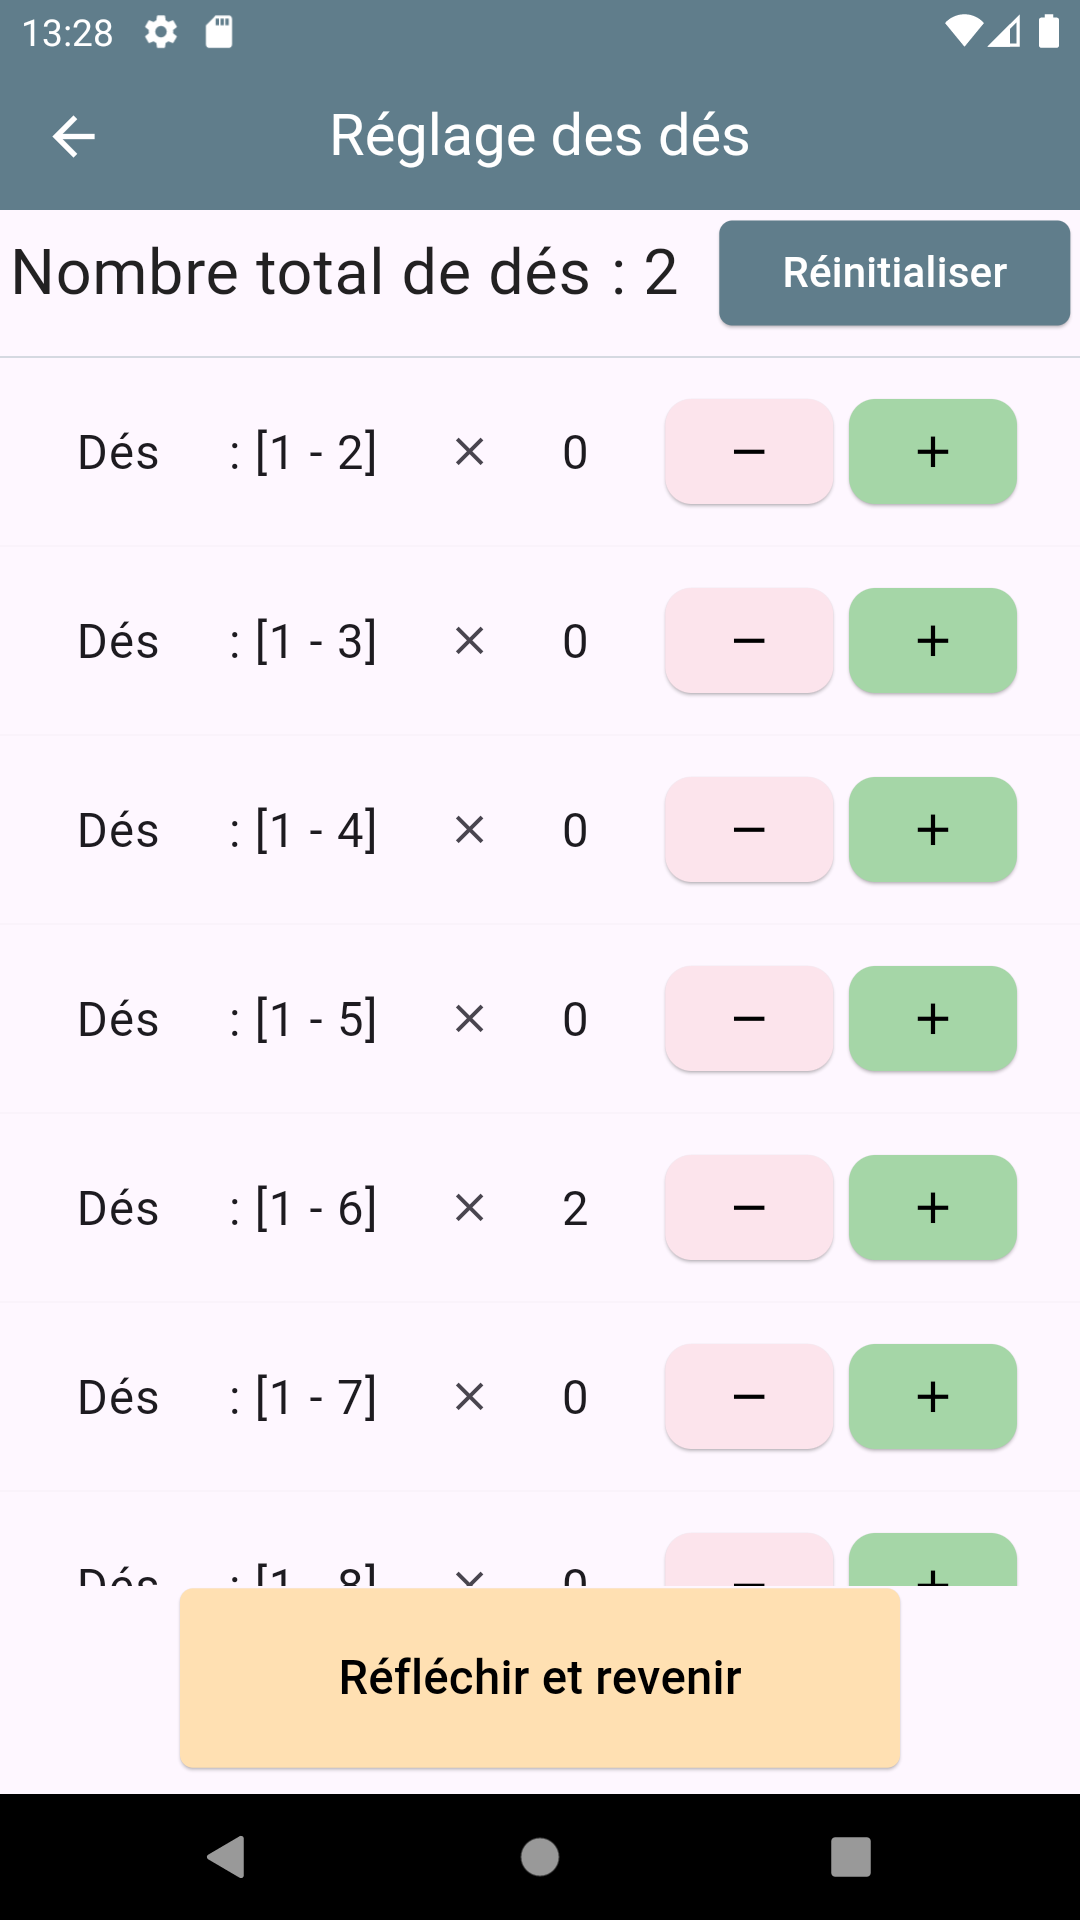 13:28
Réglage des dés
Nombre total de dés : 2
Réinitialiser
Dés : [1 - 2] × 0 − +
Dés : [1 - 3] × 0 − +
Dés : [1 - 4] × 0 − +
Dés : [1 - 5] × 0 − +
Dés : [1 - 6] × 2 − +
Dés : [1 - 7] × 0 − +
Dés : [1 - 8] × 0 − +
Réfléchir et revenir